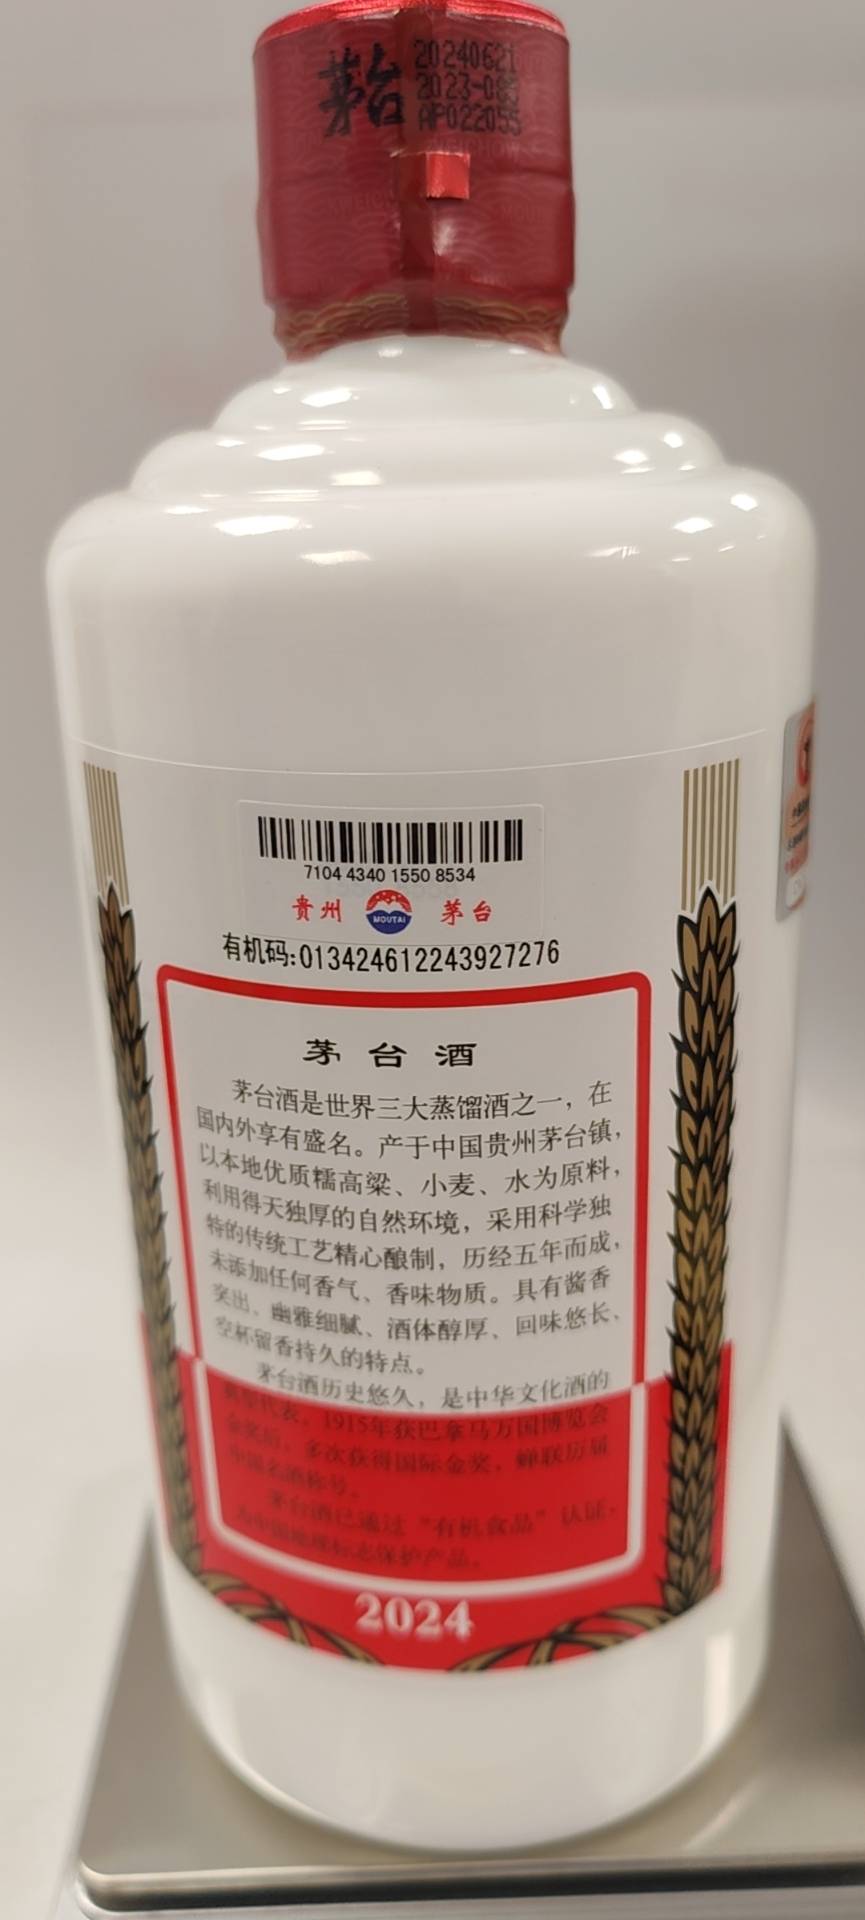 茅台
20240621
2023-085
AP022055
7104 4340 1550 8534
贵州 MOUTAI 茅台
有机码:013424612243927276
茅台酒
茅台酒是世界三大蒸馏酒之一，在
国内外享有盛名。产于中国贵州茅台镇，
以本地优质糯高粱、小麦、水为原料，
利用得天独厚的自然环境，采用科学独
特的传统工艺精心酿制，历经五年而成，
未添加任何香气、香味物质。具有酱香
突出、幽雅细腻、酒体醇厚、回味悠长、
空杯留香持久的特点。
茅台酒历史悠久，是中华文化酒的
典型代表。1915年获巴拿马万国博览会
金奖后，多次获得国际金奖，蝉联历届
中国名酒称号。
茅台酒已通过“有机食品”认证，
为中国地理标志保护产品。
2024